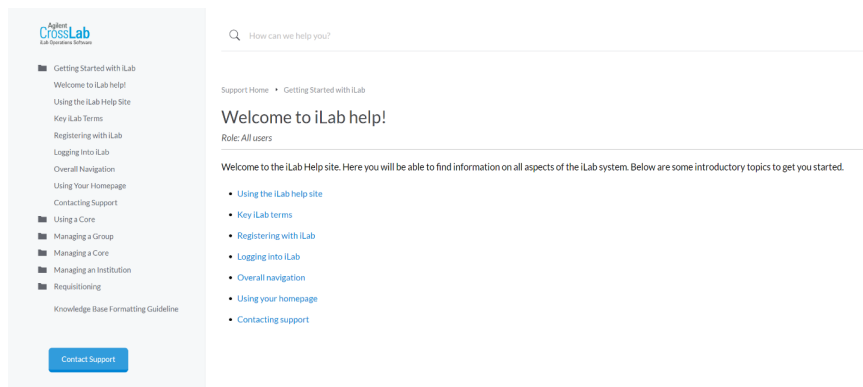 Agilent
CrossLab
iLab Operations Software
Getting Started with iLab
Welcome to iLab help!
Using the iLab Help Site
Key iLab Terms
Registering with iLab
Logging Into iLab
Overall Navigation
Using Your Homepage
Contacting Support
Using a Core
Managing a Group
Managing a Core
Managing an Institution
Requisitioning
Knowledge Base Formatting Guideline
Contact Support
How can we help you?
Support Home • Getting Started with iLab
Welcome to iLab help!
Role: All users
Welcome to the iLab Help site. Here you will be able to find information on all aspects of the iLab system. Below are some introductory topics to get you started.
• Using the iLab help site
• Key iLab terms
• Registering with iLab
• Logging into iLab
• Overall navigation
• Using your homepage
• Contacting support